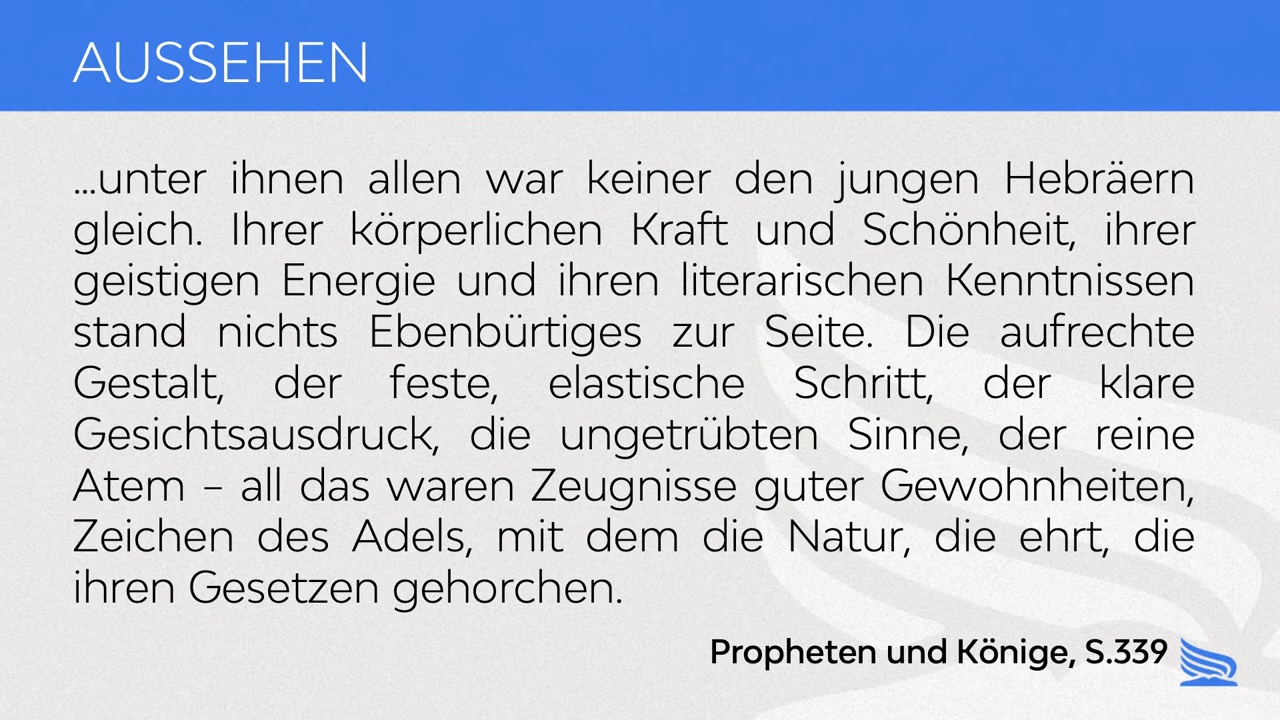 AUSSEHEN
...unter ihnen allen war keiner den jungen Hebräern
gleich. Ihrer körperlichen Kraft und Schönheit, ihrer
geistigen Energie und ihren literarischen Kenntnissen
stand nichts Ebenbürtiges zur Seite. Die aufrechte
Gestalt, der feste, elastische Schritt, der klare
Gesichtsausdruck, die ungetrübten Sinne, der reine
Atem – all das waren Zeugnisse guter Gewohnheiten,
Zeichen des Adels, mit dem die Natur, die ehrt, die
ihren Gesetzen gehorchen.
Propheten und Könige, S.339